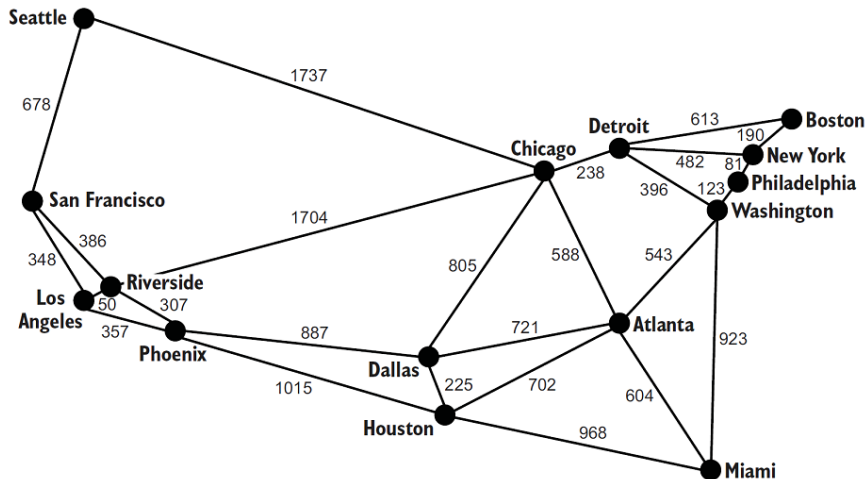 Seattle
1737
678
613
Boston
Detroit
190
Chicago
482
New York
81
238
Philadelphia
396
123
San Francisco
Washington
1704
386
348
805
588
543
Riverside
Los
Angeles
50
307
357
Phoenix
887
721
Atlanta
923
Dallas
225
702
604
1015
Houston
968
Miami